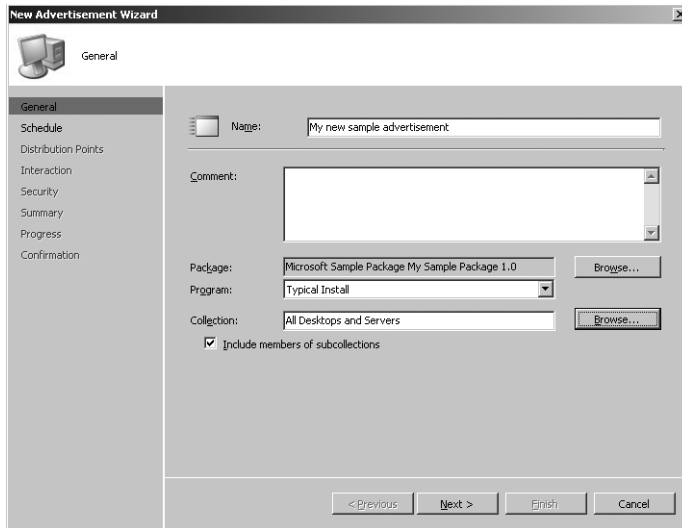 New Advertisement Wizard
General
General
Schedule
Distribution Points
Interaction
Security
Summary
Progress
Confirmation
Name: My new sample advertisement
Comment:
Package: Microsoft Sample Package My Sample Package 1.0 Browse...
Program: Typical Install
Collection: All Desktops and Servers Browse...
Include members of subcollections
< Previous Next > Finish Cancel